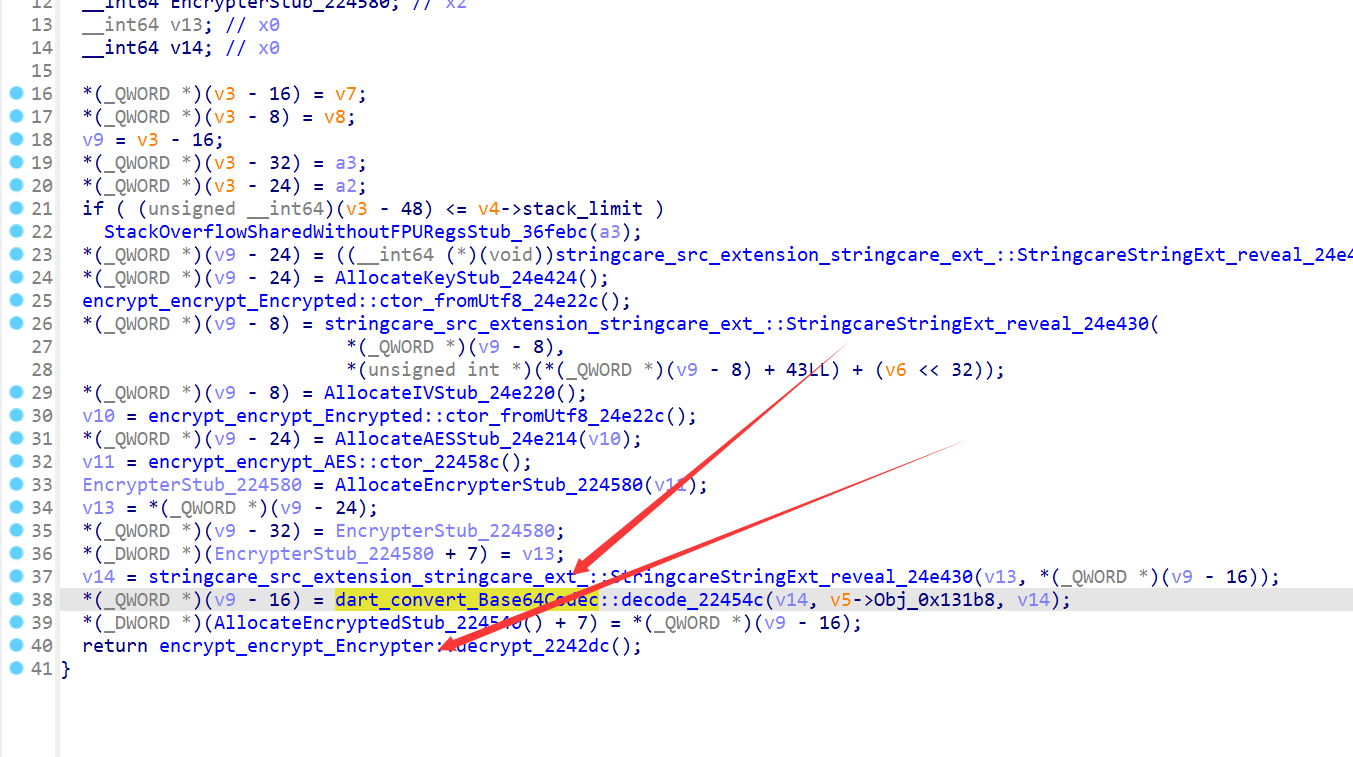 12 __int64 EncrypterStub_224580; // x2
13 __int64 v13; // x0
14 __int64 v14; // x0
15
16 *(_QWORD *)(v3 - 16) = v7;
17 *(_QWORD *)(v3 - 8) = v8;
18 v9 = v3 - 16;
19 *(_QWORD *)(v3 - 32) = a3;
20 *(_QWORD *)(v3 - 24) = a2;
21 if ( (unsigned __int64)(v3 - 48) <= v4->stack_limit )
22 StackOverflowSharedWithoutFPURegsStub_36febc(a3);
23 *(_QWORD *)(v9 - 24) = ((__int64 (*)(void))stringcare_src_extension_stringcare_ext_::StringcareStringExt_reveal_24e4
24 *(_QWORD *)(v9 - 24) = AllocateKeyStub_24e424();
25 encrypt_encrypt_Encrypted::ctor_fromUtf8_24e22c();
26 *(_QWORD *)(v9 - 8) = stringcare_src_extension_stringcare_ext_::StringcareStringExt_reveal_24e430(
27 *(_QWORD *)(v9 - 8),
28 *(unsigned int *)(*(_QWORD *)(v9 - 8) + 43LL) + (v6 << 32));
29 *(_QWORD *)(v9 - 8) = AllocateIVStub_24e220();
30 v10 = encrypt_encrypt_Encrypted::ctor_fromUtf8_24e22c();
31 *(_QWORD *)(v9 - 24) = AllocateAESStub_24e214(v10);
32 v11 = encrypt_encrypt_AES::ctor_22458c();
33 EncrypterStub_224580 = AllocateEncrypterStub_224580(v11);
34 v13 = *(_QWORD *)(v9 - 24);
35 *(_QWORD *)(v9 - 32) = EncrypterStub_224580;
36 *(_DWORD *)(EncrypterStub_224580 + 7) = v13;
37 v14 = stringcare_src_extension_stringcare_ext_::StringcareStringExt_reveal_24e430(v13, *(_QWORD *)(v9 - 16));
38 *(_QWORD *)(v9 - 16) = dart_convert_Base64Codec::decode_22454c(v14, v5->Obj_0x131b8, v14);
39 *(_DWORD *)(AllocateEncryptedStub_224540() + 7) = *(_QWORD *)(v9 - 16);
40 return encrypt_encrypt_Encrypter::decrypt_2242dc();
41 }